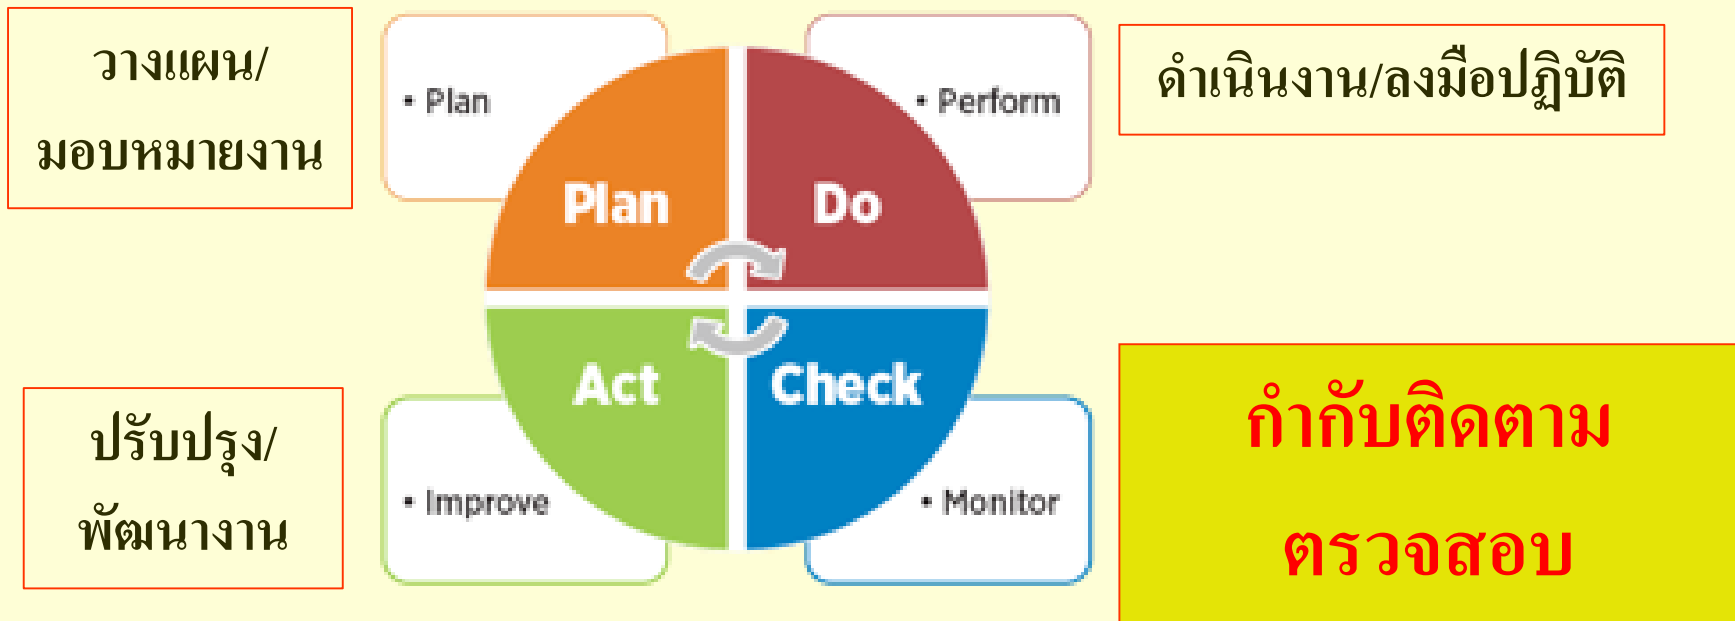 วางแผน/
มอบหมายงาน
• Plan
Plan
Do
• Perform
ดำเนินงาน/ลงมือปฏิบัติ
ปรับปรุง/
พัฒนางาน
• Improve
Act
Check
• Monitor
กำกับติดตาม
ตรวจสอบ